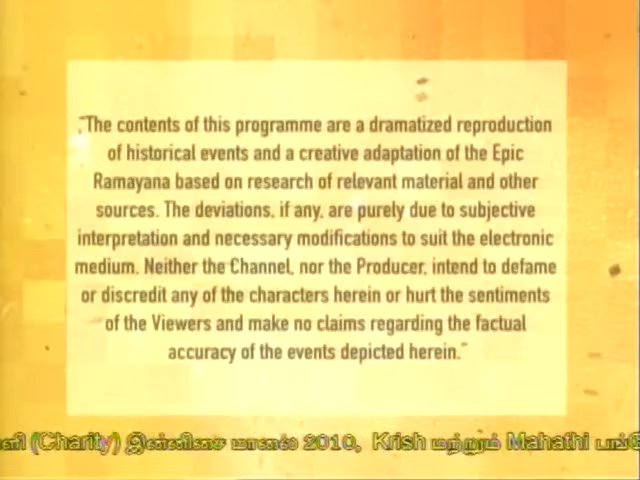 "The contents of this programme are a dramatized reproduction
of historical events and a creative adaptation of the Epic
Ramayana based on research of relevant material and other
sources. The deviations, if any, are purely due to subjective
interpretation and necessary modifications to suit the electronic
medium. Neither the Channel, nor the Producer, intend to defame
or discredit any of the characters herein or hurt the sentiments
of the Viewers and make no claims regarding the factual
accuracy of the events depicted herein."
(Charity) இன்னிசை மாலை 2010, Krish மற்றும் Mahathi